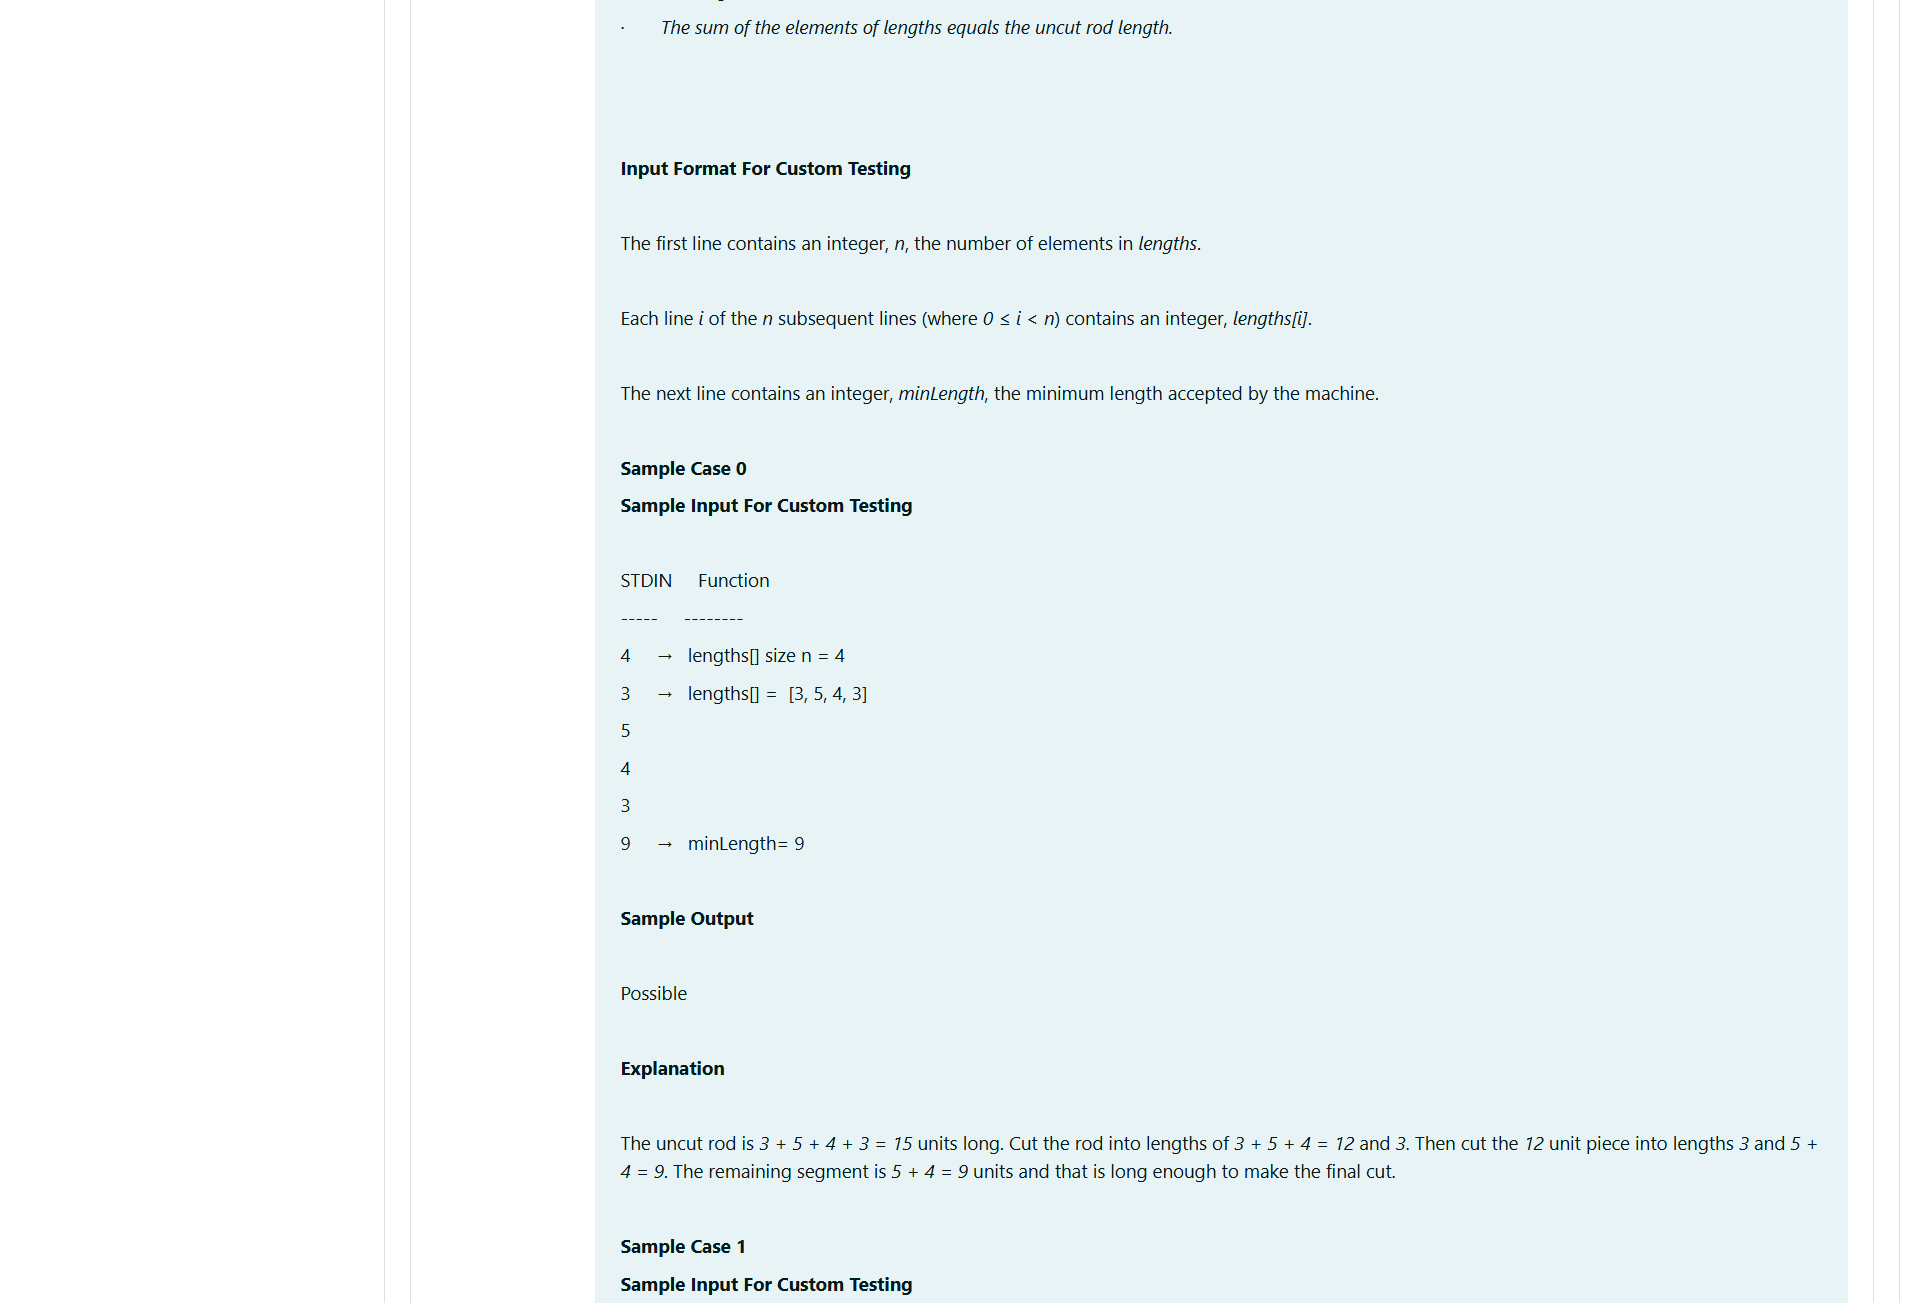 · The sum of the elements of lengths equals the uncut rod length.
Input Format For Custom Testing
The first line contains an integer, n, the number of elements in lengths.
Each line i of the n subsequent lines (where 0 ≤ i < n) contains an integer, lengths[i].
The next line contains an integer, minLength, the minimum length accepted by the machine.
Sample Case 0
Sample Input For Custom Testing
STDIN Function
----- --------
4 → lengths[] size n = 4
3 → lengths[] = [3, 5, 4, 3]
5
4
3
9 → minLength= 9
Sample Output
Possible
Explanation
The uncut rod is 3 + 5 + 4 + 3 = 15 units long. Cut the rod into lengths of 3 + 5 + 4 = 12 and 3. Then cut the 12 unit piece into lengths 3 and 5 +
4 = 9. The remaining segment is 5 + 4 = 9 units and that is long enough to make the final cut.
Sample Case 1
Sample Input For Custom Testing